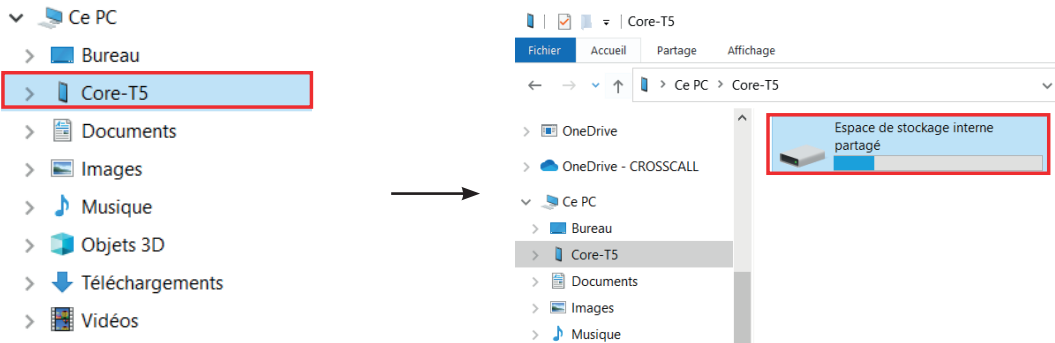 Ce PC
Bureau
Core-T5
Documents
Images
Musique
Objets 3D
Téléchargements
Vidéos
Core-T5
Fichier Accueil Partage Affichage
Ce PC Core-T5
OneDrive
OneDrive - CROSSCALL
Ce PC
Bureau
Core-T5
Documents
Images
Musique
Espace de stockage interne
partagé